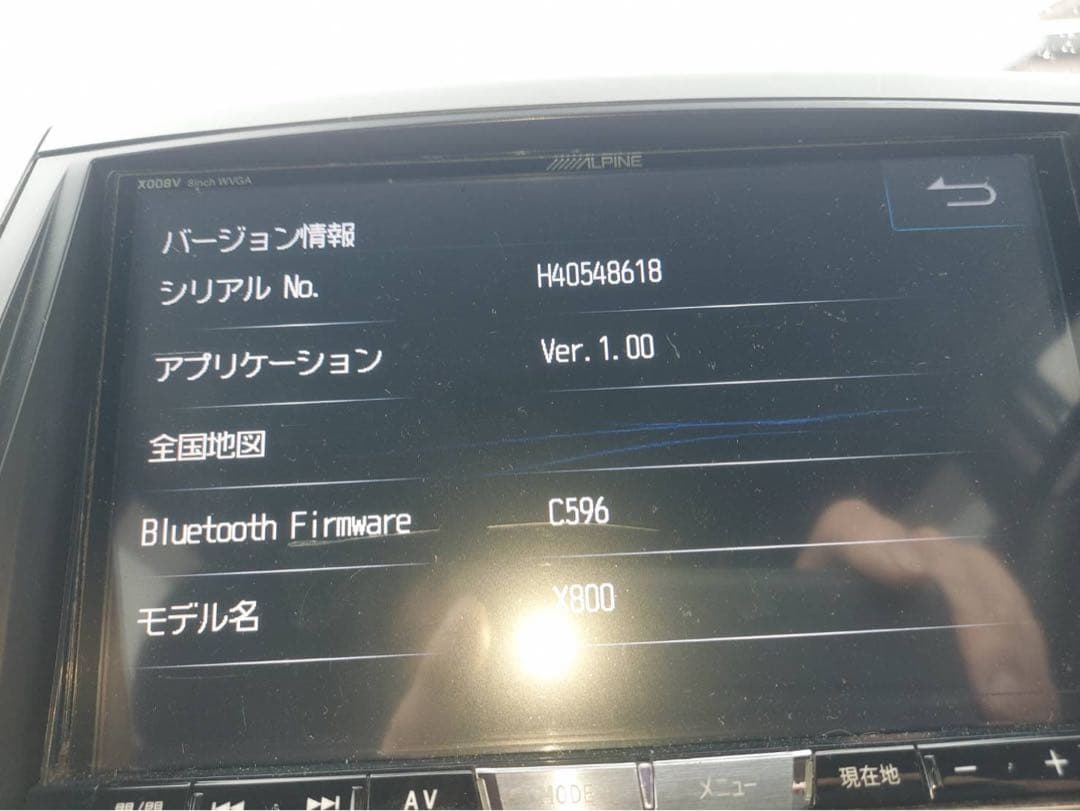 X008V 8inch WVGA
ALPINE
バージョン情報
シリアル No. H40548618
アプリケーション Ver.1.00
全国地図
Bluetooth Firmware C596
モデル名 X800
AV
MODE
メニュー
現在地
− +